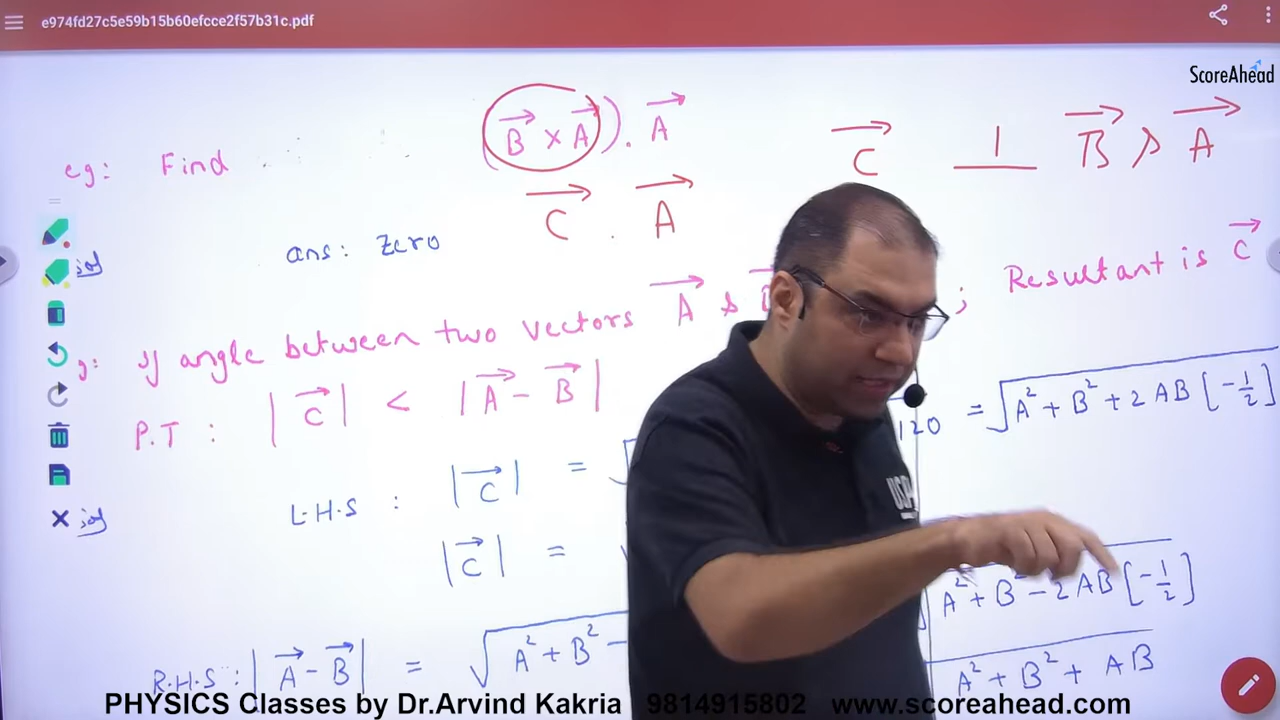 e974fd27c5e59b15b60efcce2f57b31c.pdf
ScoreAhead
eg: Find (B⃗ × A⃗) . A⃗
C⃗ ⊥ B⃗ & A⃗
C⃗ . A⃗
sol ans: Zero
g: If angle between two vectors A⃗ & ; Resultant is C⃗
P.T : |C⃗| < |A⃗ - B⃗|
L.H.S : |C⃗| = √
120 = √A² + B² + 2AB [-1/2]
|C⃗| =
sol
A² + B² - 2AB [-1/2]
R.H.S : |A⃗ - B⃗| = √A² + B² -
A² + B² + AB
PHYSICS Classes by Dr.Arvind Kakria 9814915802 www.scoreahead.com